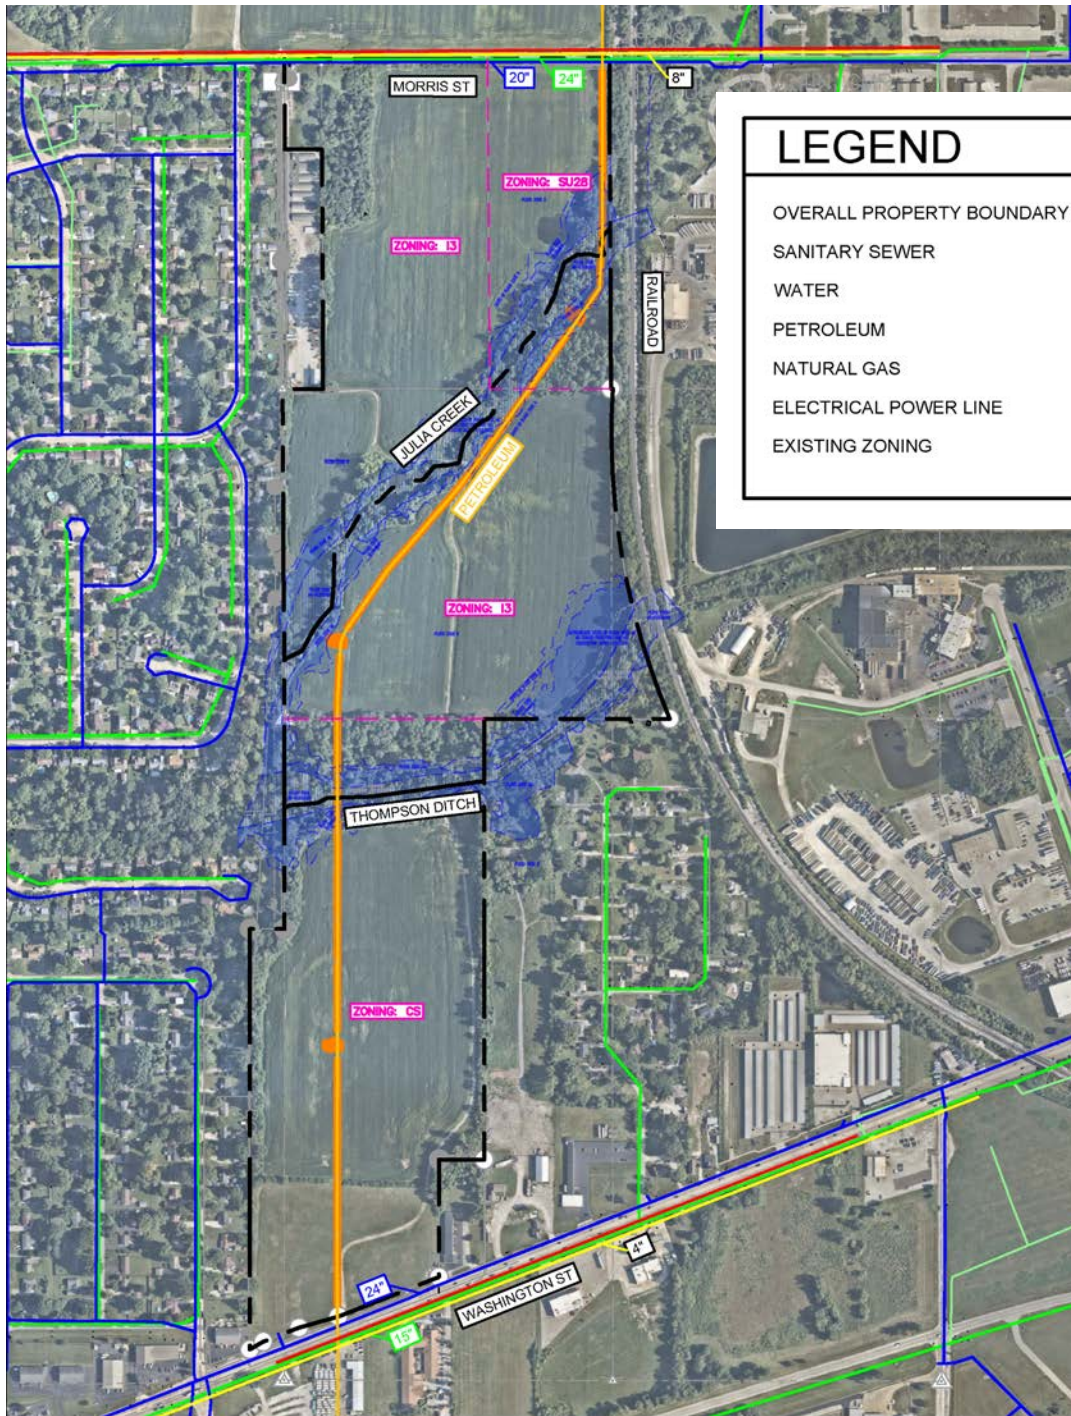 MORRIS ST
20"
24"
8"
LEGEND
OVERALL PROPERTY BOUNDARY
SANITARY SEWER
WATER
PETROLEUM
NATURAL GAS
ELECTRICAL POWER LINE
EXISTING ZONING
ZONING: SU28
ZONING: I3
RAILROAD
JULIA CREEK
PETROLEUM
ZONING: I3
THOMPSON DITCH
ZONING: CS
4"
24"
WASHINGTON ST
15"